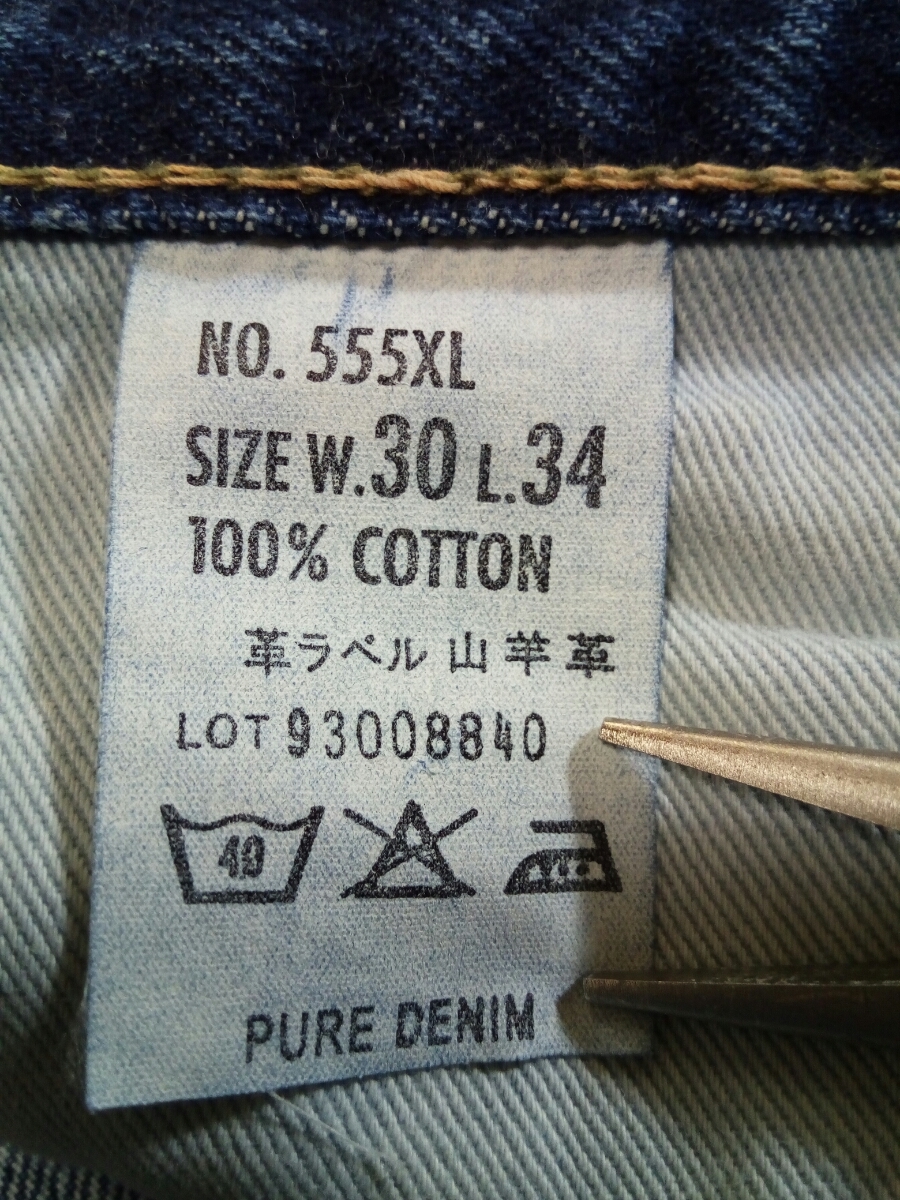 NO. 555XL
SIZE W.30 L.34
100% COTTON
革ラベル 山羊革
LOT 93008840
40
PURE DENIM